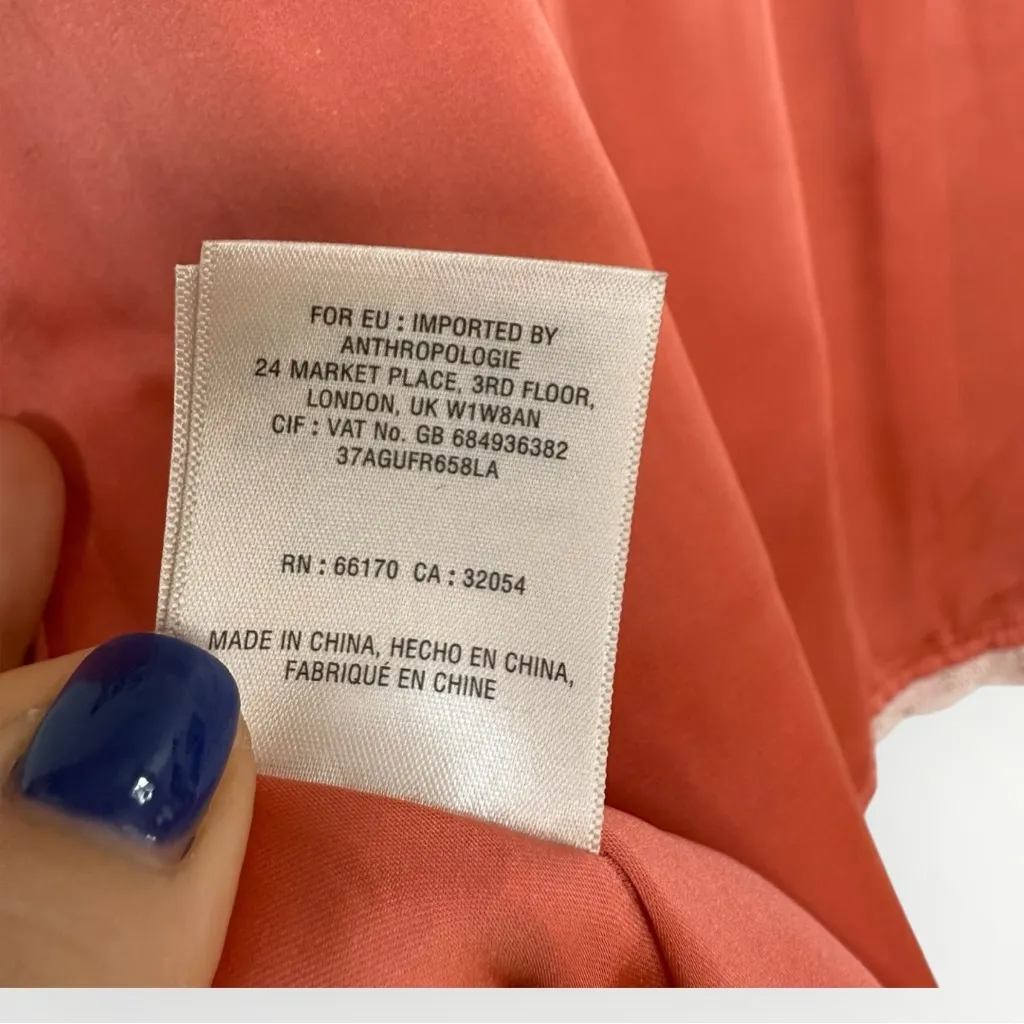 FOR EU : IMPORTED BY
ANTHROPOLOGIE
24 MARKET PLACE, 3RD FLOOR,
LONDON, UK W1W8AN
CIF : VAT No. GB 684936382
37AGUFR658LA
RN : 66170 CA : 32054
MADE IN CHINA, HECHO EN CHINA,
FABRIQUÉ EN CHINE